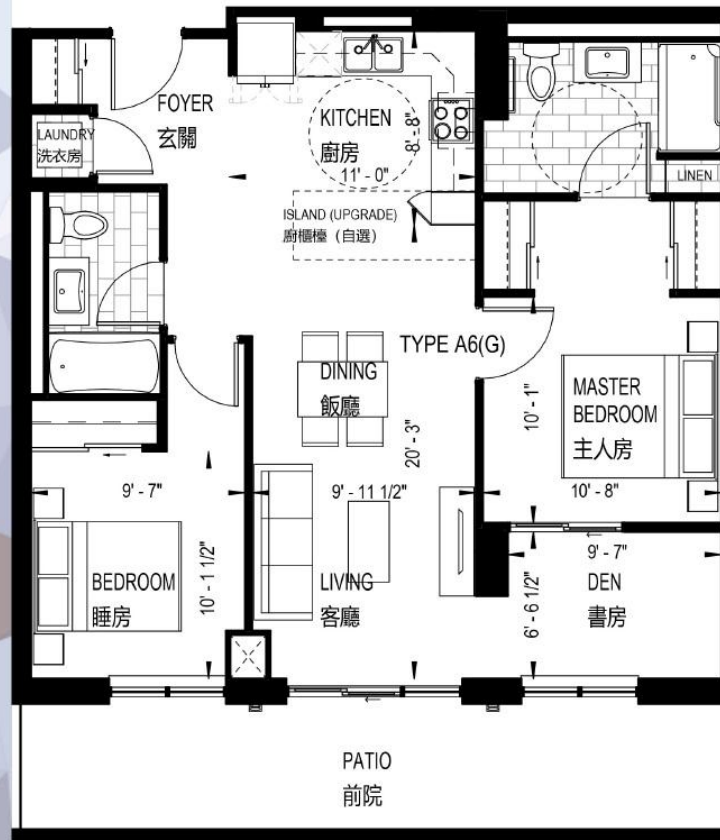 FOYER
玄關
LAUNDRY
洗衣房
KITCHEN
廚房
8' - 8"
11' - 0"
LINEN
ISLAND (UPGRADE)
廚櫃檯（自選）
TYPE A6(G)
DINING
飯廳
MASTER
BEDROOM
主人房
10' - 1"
20' - 3"
9' - 7"
9' - 11 1/2"
10' - 8"
BEDROOM
睡房
10' - 1 1/2"
LIVING
客廳
9' - 7"
DEN
書房
6' - 6 1/2"
PATIO
前院